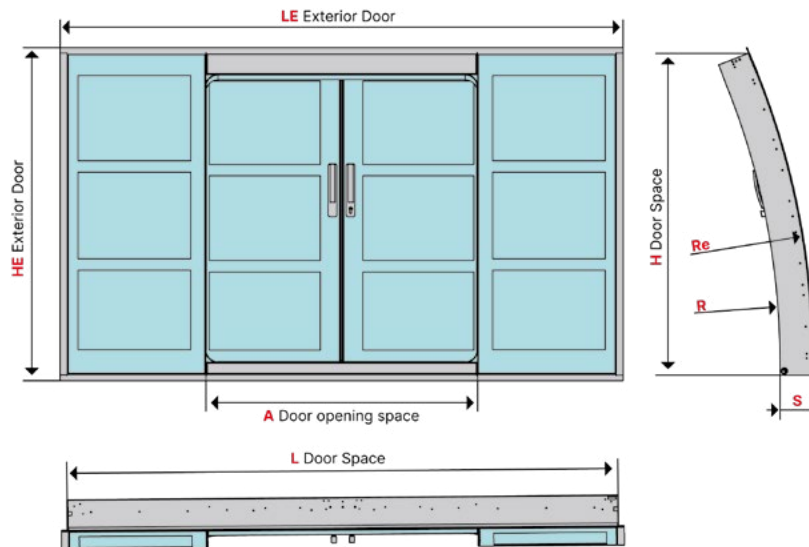 LE Exterior Door
HE Exterior Door
H Door Space
Re
R
S
A Door opening space
L Door Space